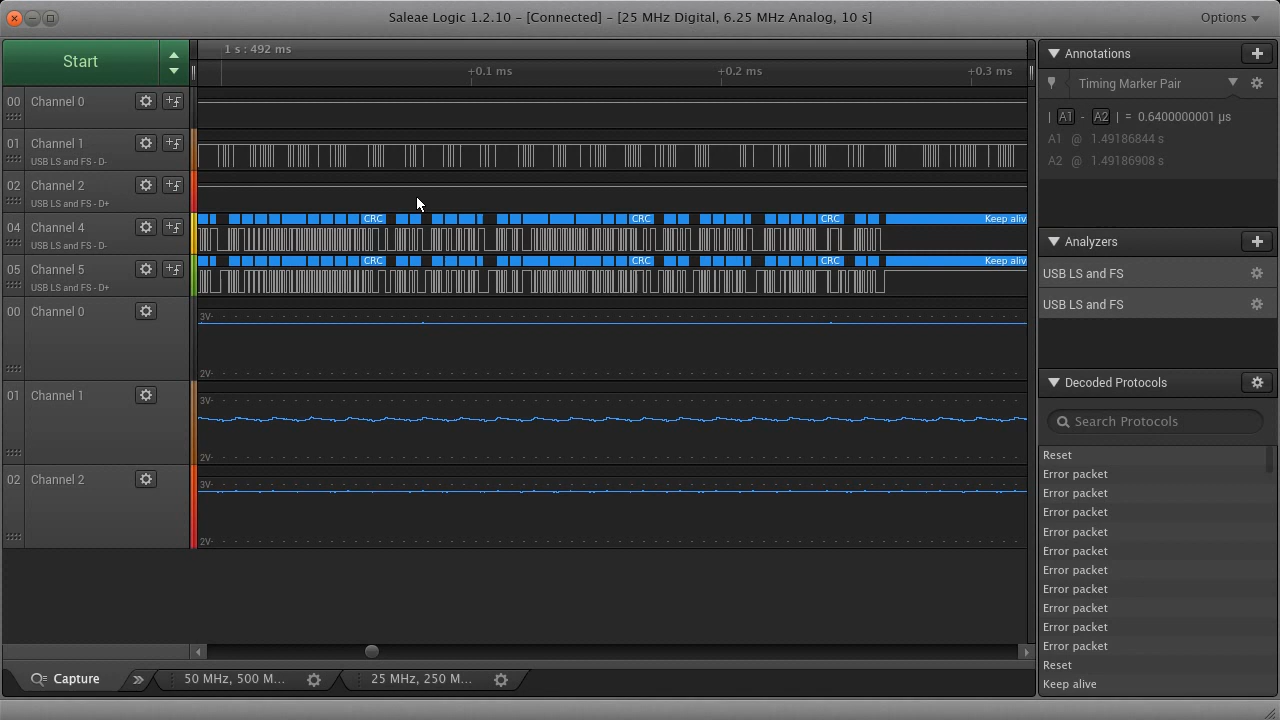 Saleae Logic 1.2.10 - [Connected] - [25 MHz Digital, 6.25 MHz Analog, 10 s]
Options
Start
1 s : 492 ms
+0.1 ms
+0.2 ms
+0.3 ms
00 Channel 0
01 Channel 1
USB LS and FS - D-
02 Channel 2
USB LS and FS - D+
04 Channel 4
USB LS and FS - D-
CRC CRC CRC Keep aliv
05 Channel 5
USB LS and FS - D+
CRC CRC CRC Keep aliv
00 Channel 0
3V
2V
01 Channel 1
3V
2V
02 Channel 2
3V
2V
Capture
50 MHz, 500 M...
25 MHz, 250 M...
Annotations
Timing Marker Pair
| A1 - A2 | = 0.6400000001 µs
A1 @ 1.49186844 s
A2 @ 1.49186908 s
Analyzers
USB LS and FS
USB LS and FS
Decoded Protocols
Search Protocols
Reset
Error packet
Error packet
Error packet
Error packet
Error packet
Error packet
Error packet
Error packet
Error packet
Error packet
Reset
Keep alive